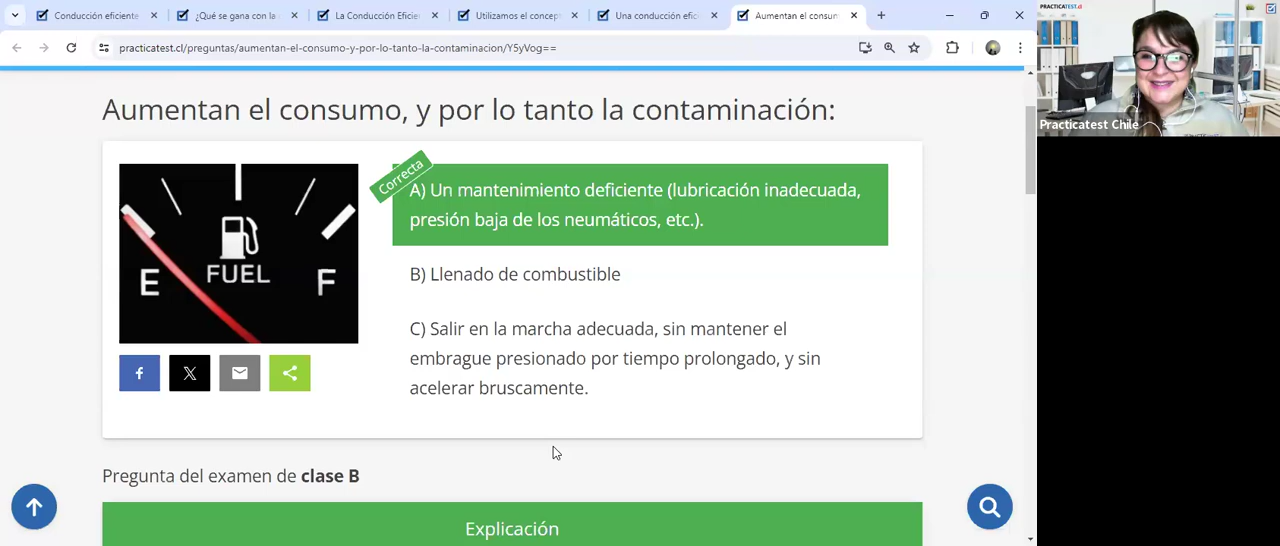 Conducción eficiente
¿Qué se gana con la
La Conducción Eficie
Utilizamos el concep
Una conducción efic
Aumentan el consum
practicatest.cl/preguntas/aumentan-el-consumo-y-por-lo-tanto-la-contaminacion/Y5yVog==
PRACTICATEST.cl
Practicatest Chile
Aumentan el consumo, y por lo tanto la contaminación:
E FUEL F
Correcta
A) Un mantenimiento deficiente (lubricación inadecuada,
presión baja de los neumáticos, etc.).
B) Llenado de combustible
C) Salir en la marcha adecuada, sin mantener el
embrague presionado por tiempo prolongado, y sin
acelerar bruscamente.
Pregunta del examen de clase B
Explicación